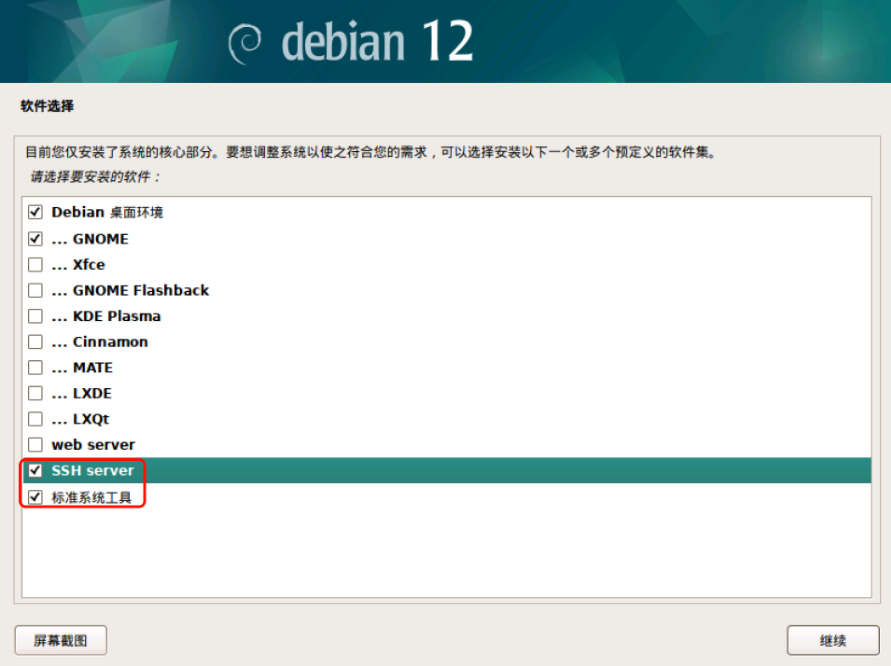 debian 12
软件选择
目前您仅安装了系统的核心部分。要想调整系统以使之符合您的需求，可以选择安装以下一个或多个预定义的软件集。
请选择要安装的软件：
Debian 桌面环境
... GNOME
... Xfce
... GNOME Flashback
... KDE Plasma
... Cinnamon
... MATE
... LXDE
... LXQt
web server
SSH server
标准系统工具
屏幕截图
继续